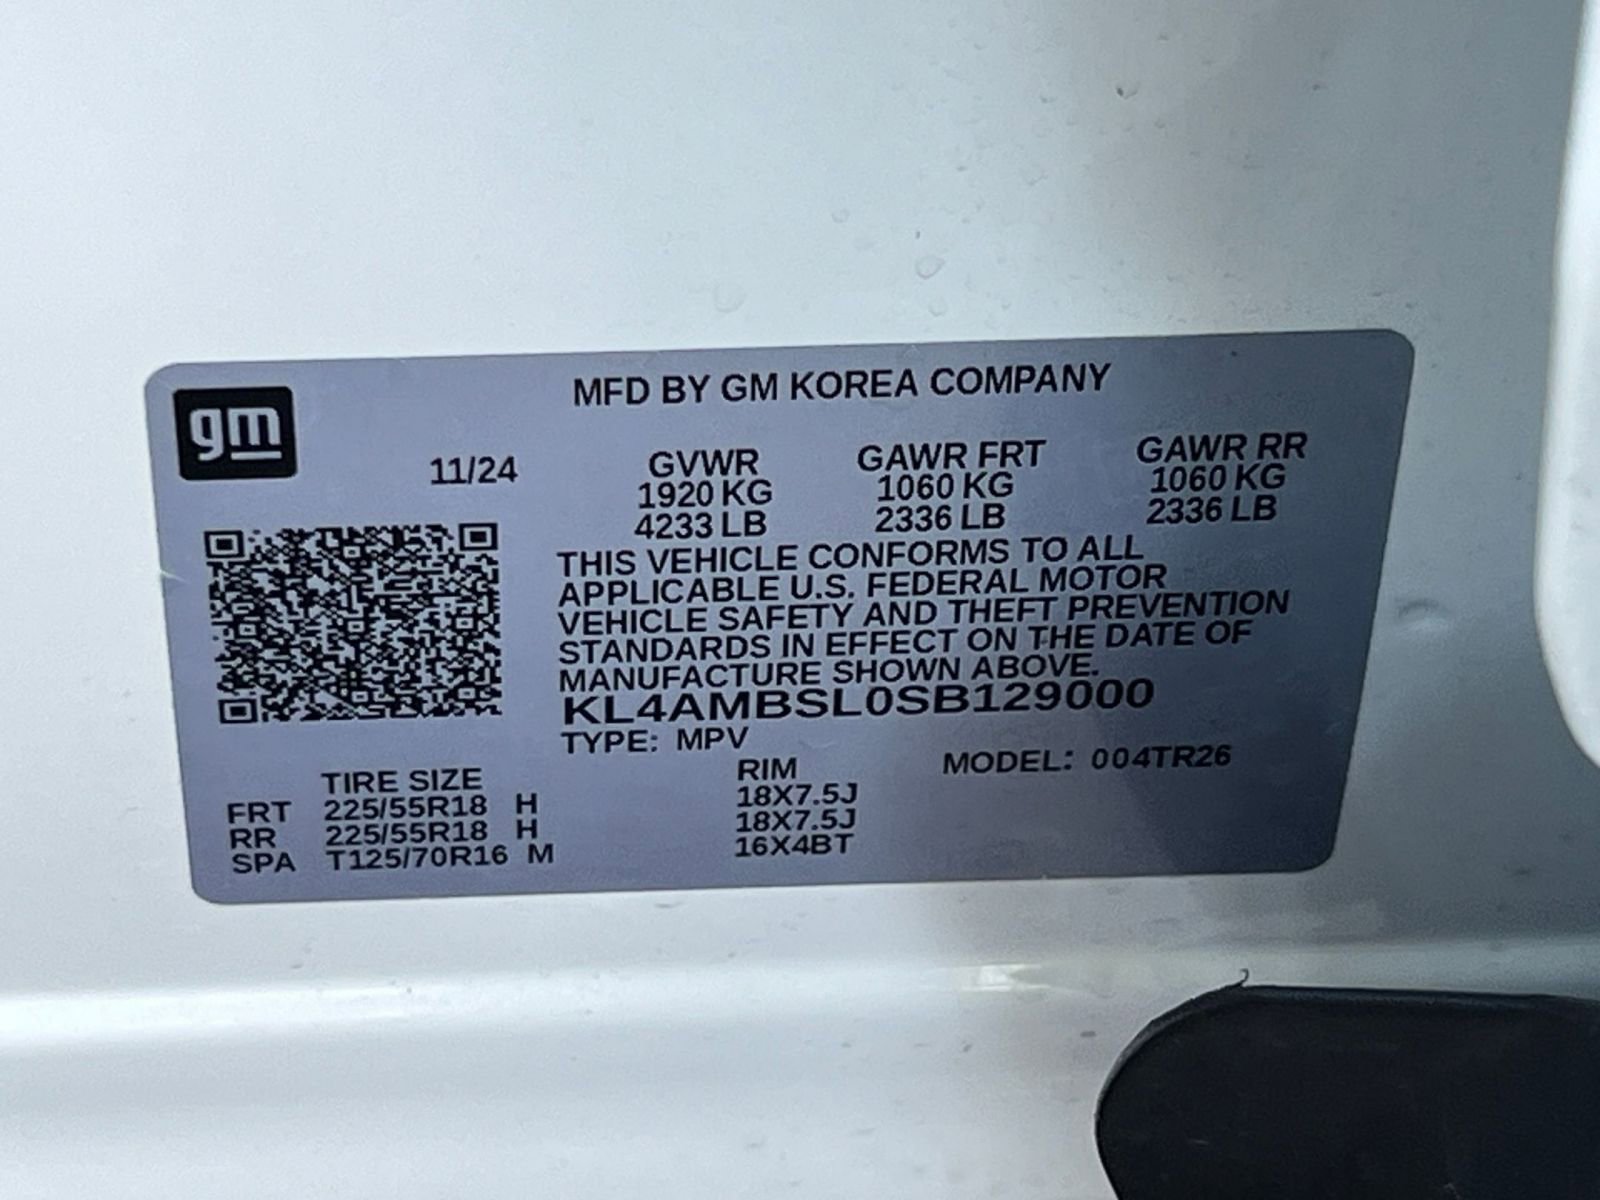 gm
MFD BY GM KOREA COMPANY
11/24
GVWR GAWR FRT GAWR RR
1920 KG 1060 KG 1060 KG
4233 LB 2336 LB 2336 LB
THIS VEHICLE CONFORMS TO ALL
APPLICABLE U.S. FEDERAL MOTOR
VEHICLE SAFETY AND THEFT PREVENTION
STANDARDS IN EFFECT ON THE DATE OF
MANUFACTURE SHOWN ABOVE.
KL4AMBSL0SB129000
TYPE: MPV
MODEL: 004TR26
TIRE SIZE RIM
FRT 225/55R18 H 18X7.5J
RR 225/55R18 H 18X7.5J
SPA T125/70R16 M 16X4BT